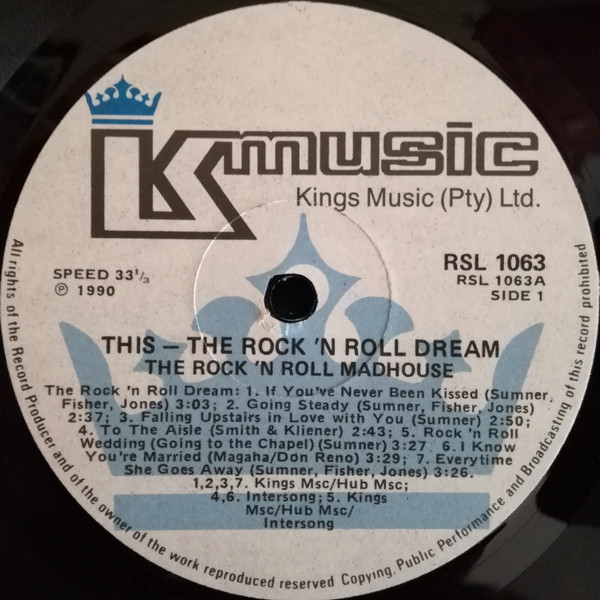 Kmusic
Kings Music (Pty) Ltd.
SPEED 33⅓
℗ 1990
RSL 1063
RSL 1063A
SIDE 1
THIS — THE ROCK 'N ROLL DREAM
THE ROCK 'N ROLL MADHOUSE
The Rock 'n Roll Dream: 1. If You've Never Been Kissed (Sumner,
Fisher, Jones) 3:03; 2. Going Steady (Sumner, Fisher, Jones)
2:37; 3. Falling Upstairs in Love with You (Sumner) 2:50;
4. To The Aisle (Smith & Kliener) 2:43; 5. Rock 'n Roll
Wedding (Going to the Chapel) (Sumner) 3:27 6. I Know
You're Married (Magaha/Don Reno) 3:29; 7. Everytime
She Goes Away (Sumner, Fisher, Jones) 3:26.
1,2,3,7. Kings Msc/Hub Msc;
4,6. Intersong; 5. Kings
Msc/Hub Msc/
Intersong
All rights of the Record Producer and of the owner of the work reproduced reserved Copying, Public Performance and Broadcasting of this record prohibited